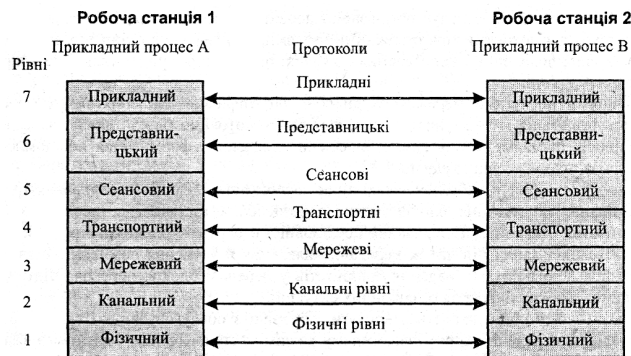 Робоча станція 1
Робоча станція 2
Прикладний процес А
Протоколи
Прикладний процес В
Рівні
7
Прикладний
Прикладні
Прикладний
6
Представни-
цький
Представницькі
Представни-
цький
5
Сеансовий
Сеансові
Сеансовий
4
Транспортний
Транспортні
Транспортний
3
Мережевий
Мережеві
Мережевий
2
Канальний
Канальні рівні
Канальний
1
Фізичний
Фізичні рівні
Фізичний